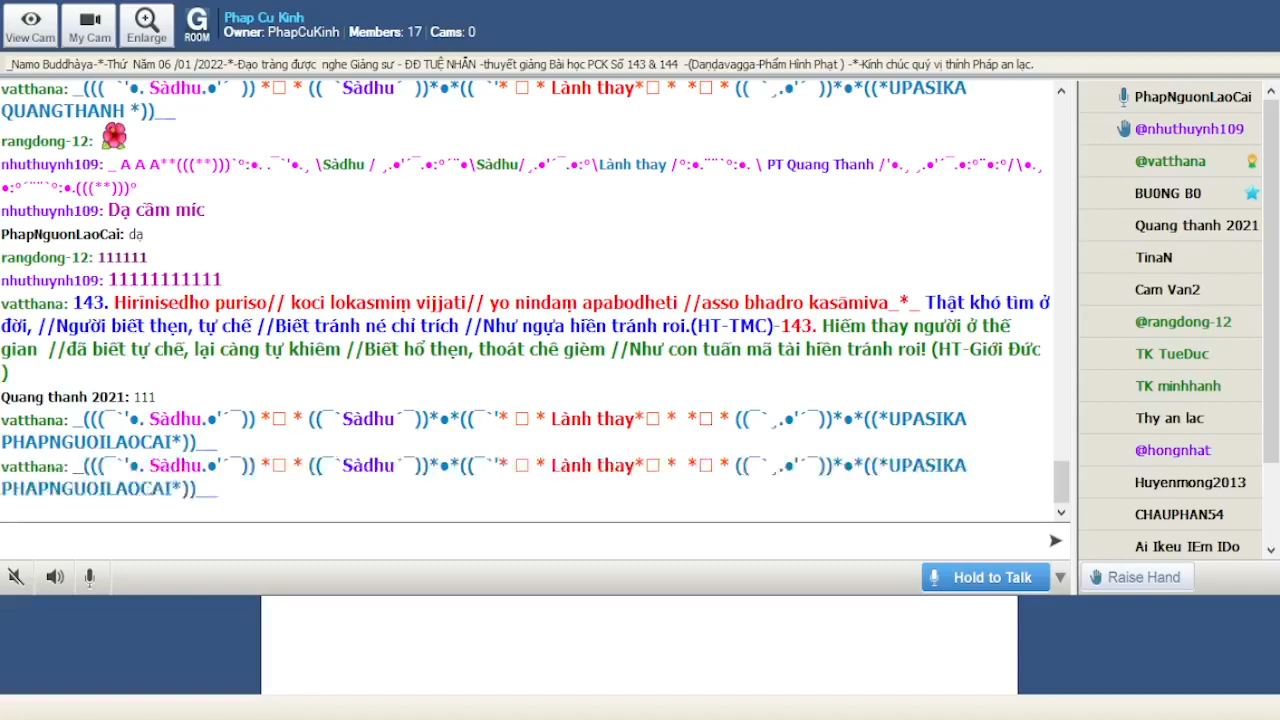 View Cam
My Cam
Enlarge
G
ROOM
Phap Cu Kinh
Owner: PhapCuKinh | Members: 17 | Cams: 0
_Namo Buddhàya-*-Thứ Năm 06 /01 /2022-*-Đạo tràng được nghe Giảng sư - ĐĐ TUỆ NHẪN -thuyết giảng Bài học PCK Số 143 & 144 -(Daṇḍavagga-Phẩm Hình Phạt ) -*-Kính chúc quý vị thính Pháp an lạc.
vatthana: _(((¯`'•. Sàdhu.•'´¯)) *□ * ((¯`Sàdhu´¯))*•*((¯`'* □ * Lành thay*□ * *□ * ((¯`¸.•'´¯))*•*((*UPASIKA
QUANGTHANH *))__
rangdong-12:
nhuthuynh109: _ A A A**(((**)))`°:•. .¯`'•.¸ \Sàdhu / ¸.•'´¯.•:°´¨•\Sàdhu/¸.•'´¯.•:°\Lành thay /°:•.¨¨`°:•. \ PT Quang Thanh /'•.¸ ¸.•'´¯.•:°¨•:°/\•.¸
•:°´¨¨`°:•.(((**)))°
nhuthuynh109: Dạ cầm míc
PhapNguonLaoCai: dạ
rangdong-12: 111111
nhuthuynh109: 11111111111
vatthana: 143. Hirīnisedho puriso// koci lokasmiṃ vijjati// yo nindaṃ apabodheti //asso bhadro kasāmiva_*_ Thật khó tìm ở
đời, //Người biết thẹn, tự chế //Biết tránh né chỉ trích //Như ngựa hiền tránh roi.(HT-TMC)-143. Hiếm thay người ở thế
gian //đã biết tự chế, lại càng tự khiêm //Biết hổ thẹn, thoát chê gièm //Như con tuấn mã tài hiền tránh roi! (HT-Giới Đức
)
Quang thanh 2021: 111
vatthana: _(((¯`'•. Sàdhu.•'´¯)) *□ * ((¯`Sàdhu´¯))*•*((¯`'* □ * Lành thay*□ * *□ * ((¯`¸.•'´¯))*•*((*UPASIKA
PHAPNGUOILAOCAI*))__
vatthana: _(((¯`'•. Sàdhu.•'´¯)) *□ * ((¯`Sàdhu´¯))*•*((¯`'* □ * Lành thay*□ * *□ * ((¯`¸.•'´¯))*•*((*UPASIKA
PHAPNGUOILAOCAI*))__
PhapNguonLaoCai
@nhuthuynh109
@vatthana
BU0NG B0
Quang thanh 2021
TinaN
Cam Van2
@rangdong-12
TK TueDuc
TK minhhanh
Thy an lac
@hongnhat
Huyenmong2013
CHAUPHAN54
Ai Ikeu IEm IDo
Hold to Talk
Raise Hand